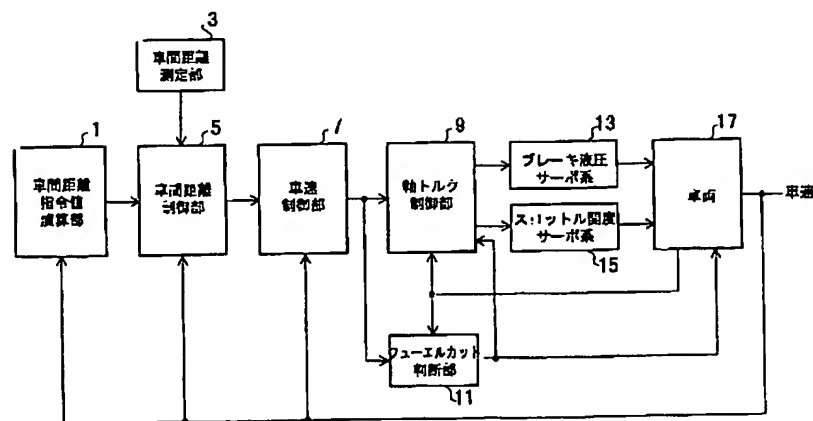 3
車間距離
測定部
1
車間距離
指令値
演算部
5
車間距離
制御部
7
車速
制御部
9
軸トルク
制御部
13
ブレーキ液圧
サーボ系
スロットル開度
サーボ系
15
17
車両
車速
フューエルカット
判断部
11